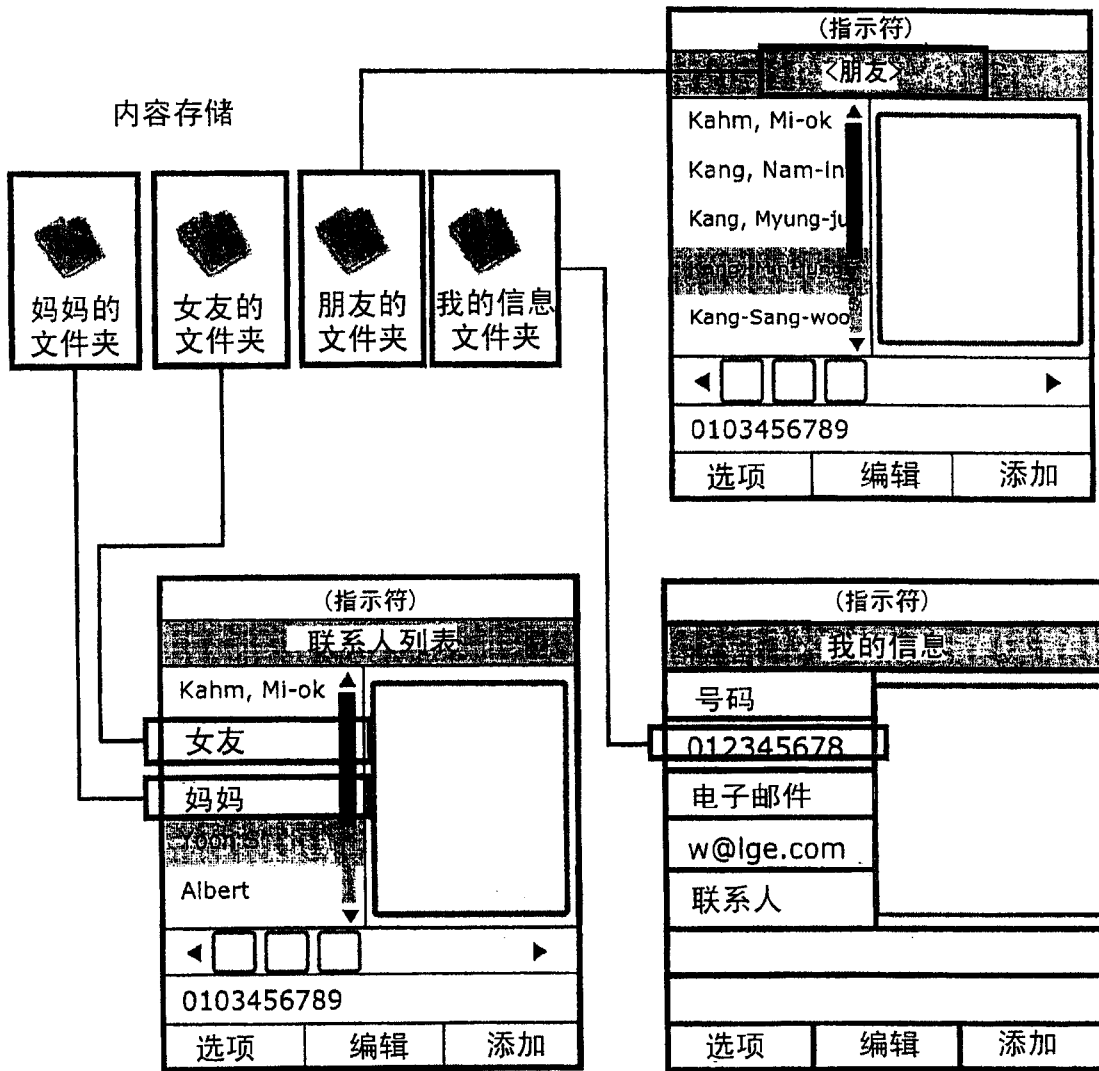 内容存储
妈妈的
文件夹
女友的
文件夹
朋友的
文件夹
我的信息
文件夹
(指示符)
<朋友>
Kahm, Mi-ok
Kang, Nam-in
Kang, Myung-ju
Kang-Sang-woo
0103456789
选项 编辑 添加
(指示符)
联系人列表
Kahm, Mi-ok
女友
妈妈
Albert
0103456789
选项 编辑 添加
(指示符)
我的信息
号码
012345678
电子邮件
w@lge.com
联系人
选项 编辑 添加